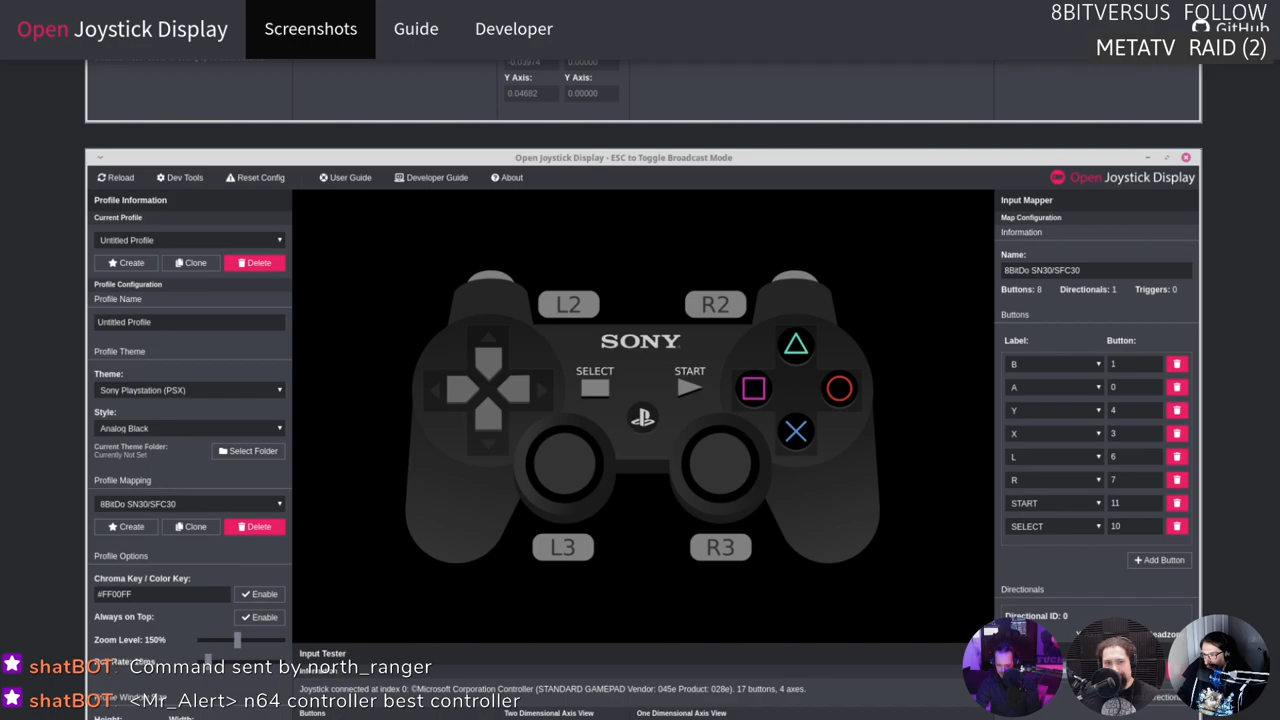 Open Joystick Display
Screenshots
Guide
Developer
GitHub
8BITVERSUS FOLLOW
METATV RAID (2)
-0.03974 0.00000
Y Axis: Y Axis:
0.04682 0.00000
Open Joystick Display - ESC to Toggle Broadcast Mode
Reload Dev Tools Reset Config User Guide Developer Guide About
Open Joystick Display
Profile Information
Current Profile
Untitled Profile
Create Clone Delete
Profile Configuration
Profile Name
Untitled Profile
Profile Theme
Theme:
Sony Playstation (PSX)
Style:
Analog Black
Current Theme Folder:
Currently Not Set
Select Folder
Profile Mapping
8BitDo SN30/SFC30
Create Clone Delete
Profile Options
Chroma Key / Color Key:
#FF00FF Enable
Always on Top: Enable
Zoom Level: 150%
L2 R2
SONY
SELECT START
L3 R3
Input Mapper
Map Configuration
Information
Name:
8BitDo SN30/SFC30
Buttons: 8 Directionals: 1 Triggers: 0
Buttons
Label: Button:
B 1
A 0
Y 4
X 3
L 6
R 7
START 11
SELECT 10
Add Button
Directionals
Directional ID: 0
Input Tester
Joystick connected at index 0: ©Microsoft Corporation Controller (STANDARD GAMEPAD Vendor: 045e Product: 028e). 17 buttons, 4 axes.
Buttons Two Dimensional Axis View One Dimensional Axis View
shatBOT: Command sent by north_ranger
shatBOT: <Mr_Alert> n64 controller best controller